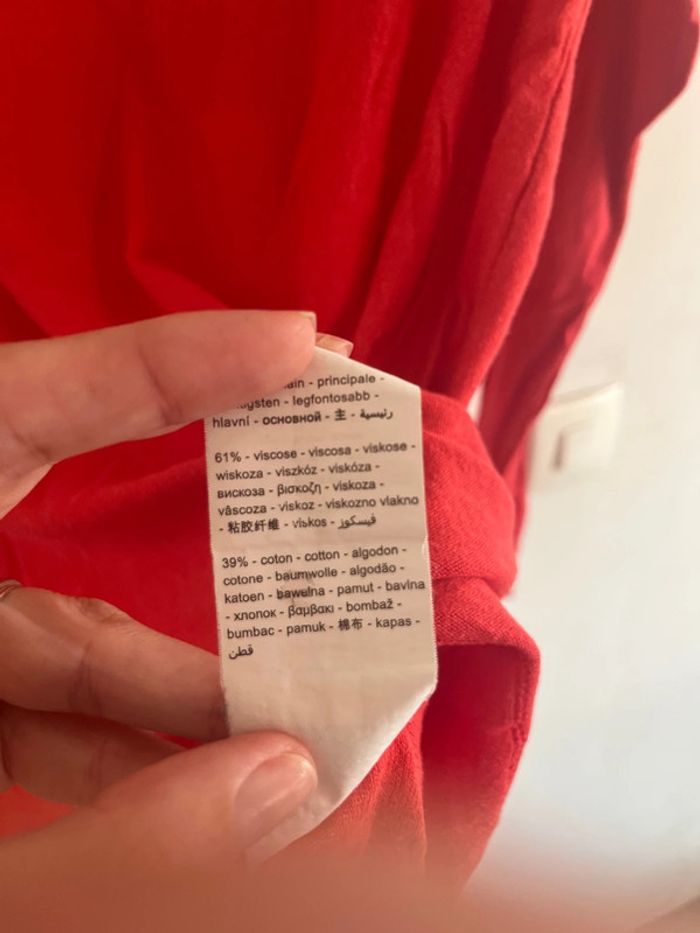 - principale -
- legfontosabb -
hlavní - основной - 主 - رئيسية
61% - viscose - viscosa - viskose -
wiskoza - viszkóz - viskóza -
вискоза - βισκοζη - viskoza -
vâscoza - viskoz - viskozno vlakno
- 粘胶纤维 - viskos - فيسكوز
39% - coton - cotton - algodon -
cotone - baumwolle - algodão -
katoen - bawełna - pamut - bavlna
- хлопок - βαμβακι - bombaž -
bumbac - pamuk - 棉布 - kapas -
قطن